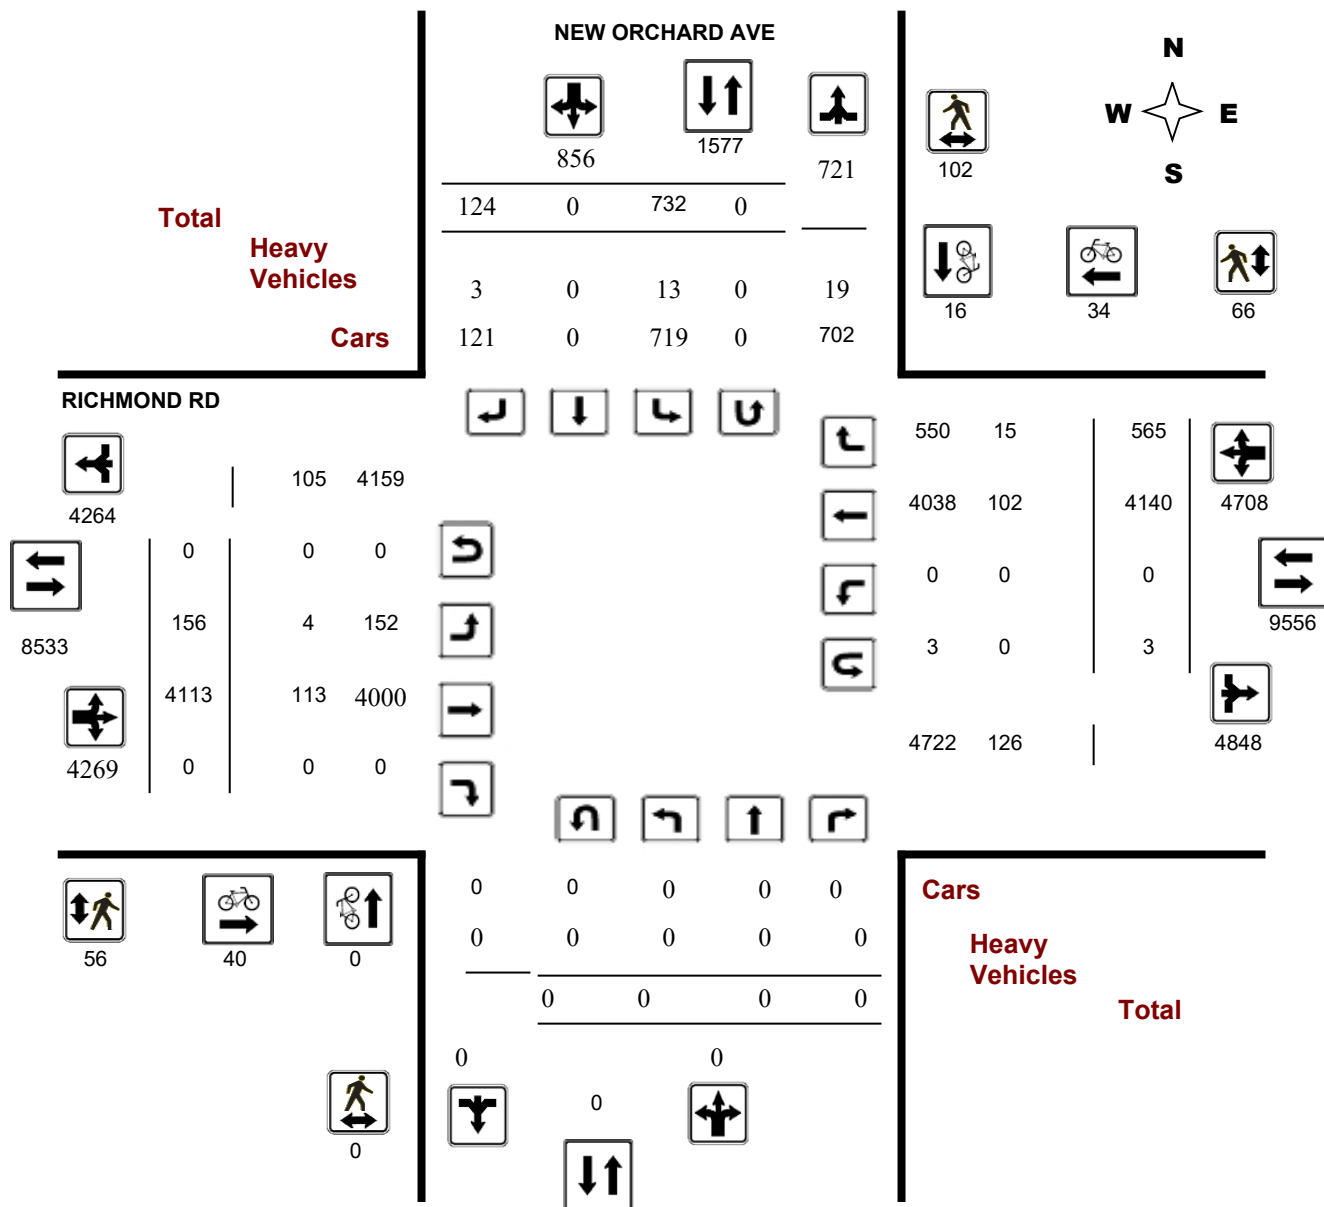 NEW ORCHARD AVE
N
W E
S
856 1577 721 102
124 0 732 0
Total
Heavy
Vehicles
3 0 13 0 19
16 34 66
Cars
121 0 719 0 702
RICHMOND RD
550 15 565
105 4159
4264
4038 102 4140 4708
0 0 0
0 0 0
156 4 152
8533
9556
3 0 3
4113 113 4000
4722 126 4848
4269 0 0 0
0 0 0 0 0
Cars
0 0 0 0 0
Heavy
Vehicles
56 40 0
0 0 0 0
Total
0 0
0
0